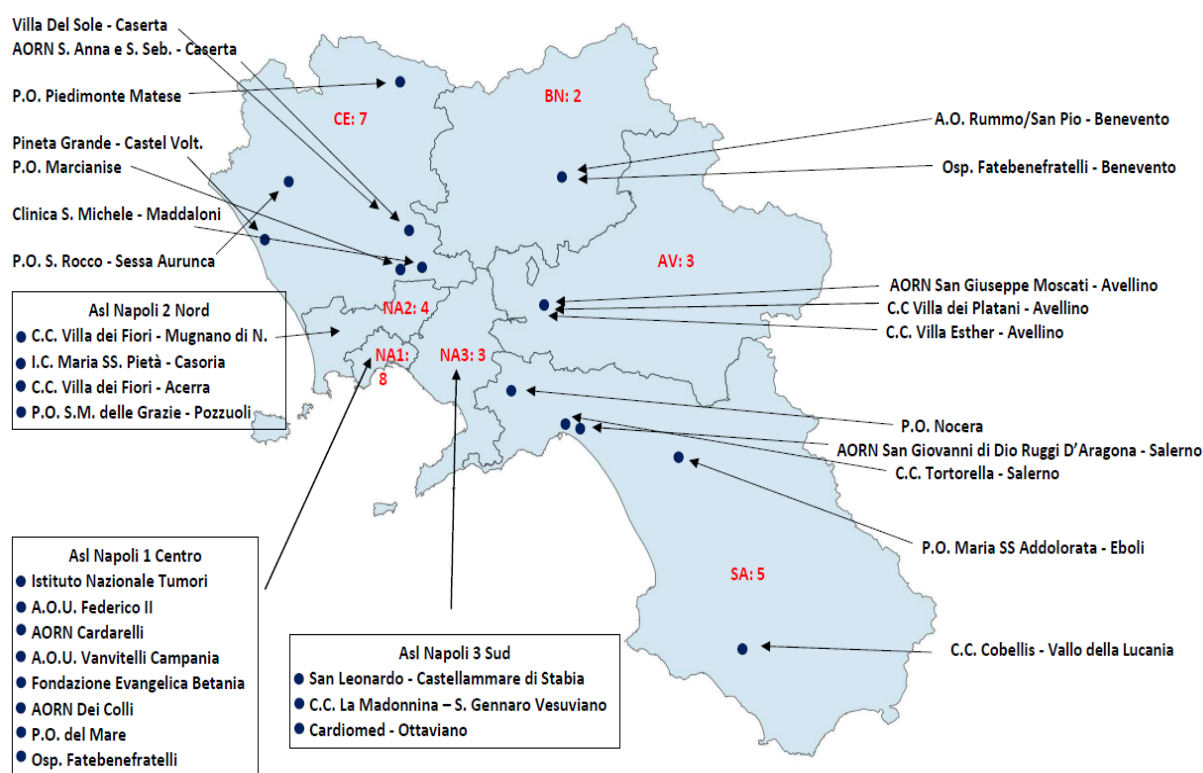 Villa Del Sole - Caserta
AORN S. Anna e S. Seb. - Caserta
P.O. Piedimonte Matese
CE: 7
BN: 2
A.O. Rummo/San Pio - Benevento
Osp. Fatebenefratelli - Benevento
Pineta Grande - Castel Volt.
P.O. Marcianise
Clinica S. Michele - Maddaloni
P.O. S. Rocco - Sessa Aurunca
AV: 3
AORN San Giuseppe Moscati - Avellino
C.C Villa dei Platani - Avellino
C.C. Villa Esther - Avellino
Asl Napoli 2 Nord
C.C. Villa dei Fiori - Mugnano di N.
I.C. Maria SS. Pietà - Casoria
C.C. Villa dei Fiori - Acerra
P.O. S.M. delle Grazie - Pozzuoli
NA2: 4
NA1:
8
NA3: 3
P.O. Nocera
AORN San Giovanni di Dio Ruggi D'Aragona - Salerno
C.C. Tortorella - Salerno
P.O. Maria SS Addolorata - Eboli
SA: 5
C.C. Cobellis - Vallo della Lucania
Asl Napoli 1 Centro
Istituto Nazionale Tumori
A.O.U. Federico II
AORN Cardarelli
A.O.U. Vanvitelli Campania
Fondazione Evangelica Betania
AORN Dei Colli
P.O. del Mare
Osp. Fatebenefratelli
Asl Napoli 3 Sud
San Leonardo - Castellammare di Stabia
C.C. La Madonnina – S. Gennaro Vesuviano
Cardiomed - Ottaviano